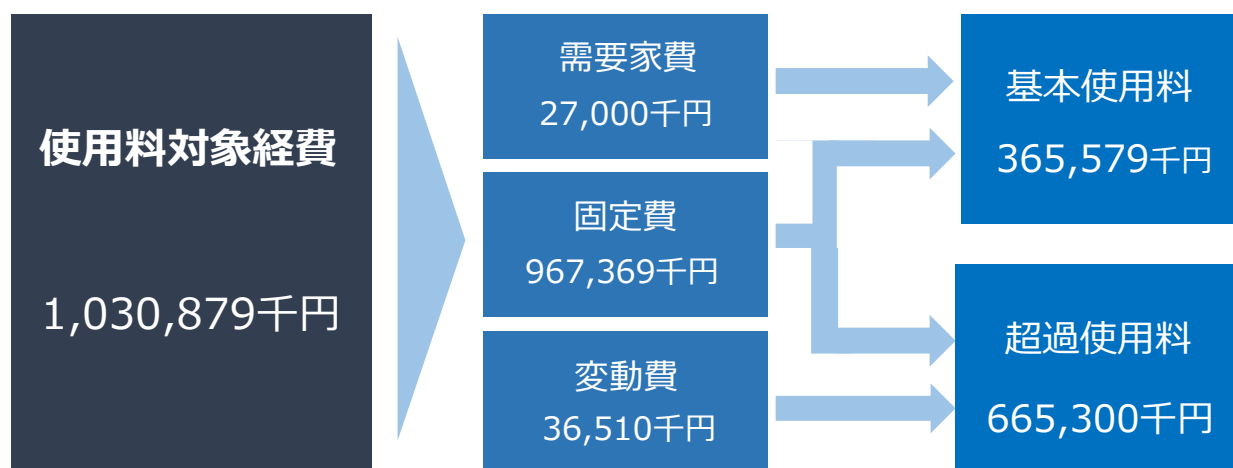 使用料対象経費
1,030,879千円
需要家費
27,000千円
固定費
967,369千円
変動費
36,510千円
基本使用料
365,579千円
超過使用料
665,300千円